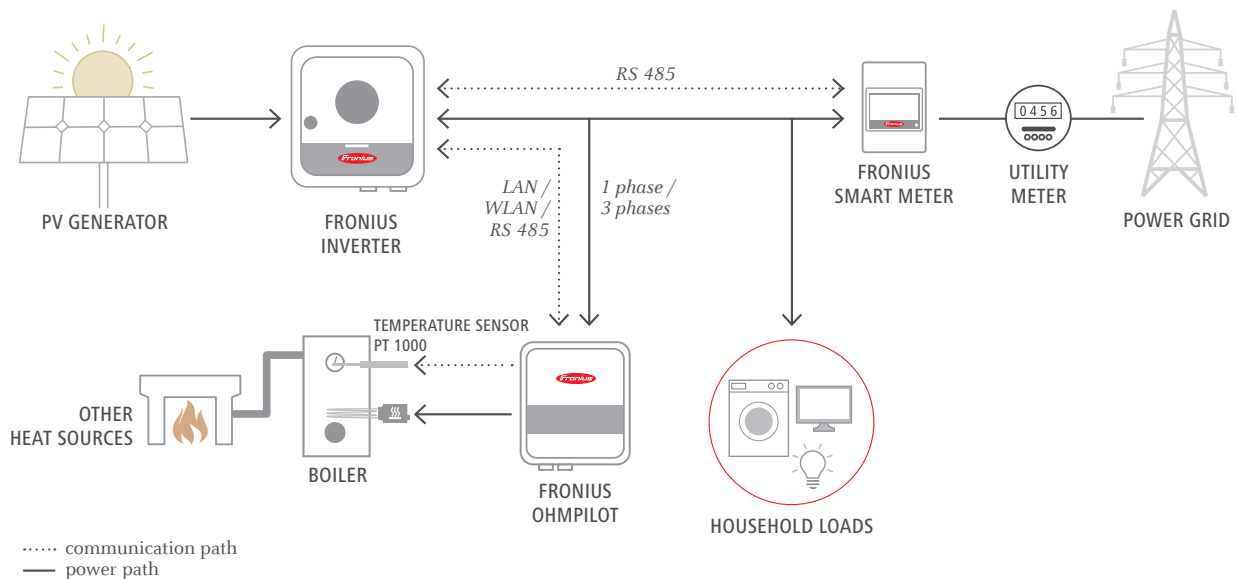 RS 485
0456
Fronius
Fronius
FRONIUS
SMART METER
UTILITY
METER
POWER GRID
PV GENERATOR
FRONIUS
INVERTER
LAN /
WLAN /
RS 485
1 phase /
3 phases
TEMPERATURE SENSOR
PT 1000
Fronius
OTHER
HEAT SOURCES
BOILER
FRONIUS
OHMPILOT
HOUSEHOLD LOADS
communication path
power path